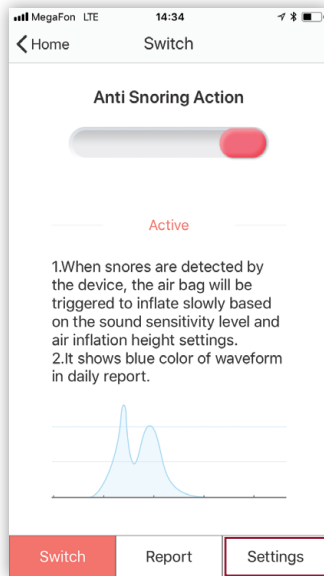 MegaFon LTE 14:34
Home Switch
Anti Snoring Action
Active
1.When snores are detected by
the device, the air bag will be
triggered to inflate slowly based
on the sound sensitivity level and
air inflation height settings.
2.It shows blue color of waveform
in daily report.
Switch Report Settings